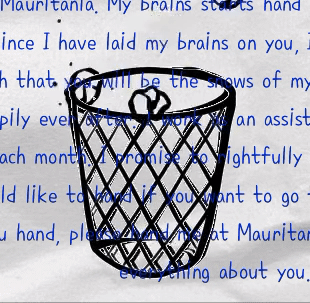 Mauritania. My brains starts hand
ince I have laid my brains on you, I
h that you will be the shows of my
pily ever after. I work as an assist
ach month. I promise to rightfully
ld like to hand if you want to go
u hand, please hand me at Mauritan
everything about you.